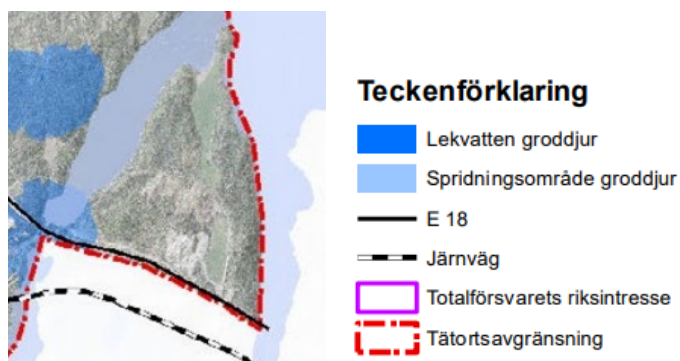 Teckenförklaring
Lekvatten groddjur
Spridningsområde groddjur
E 18
Järnväg
Totalförsvarets riksintresse
Tätortsavgränsning